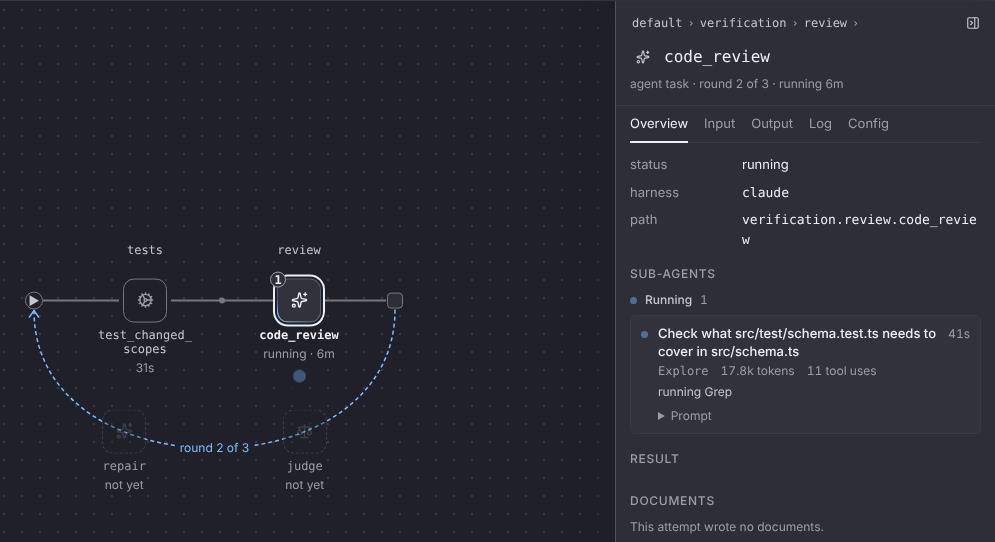 default › verification › review ›
code_review
agent task · round 2 of 3 · running 6m
Overview Input Output Log Config
status running
harness claude
path verification.review.code_revie
w
SUB-AGENTS
Running 1
Check what src/test/schema.test.ts needs to 41s
cover in src/schema.ts
Explore 17.8k tokens 11 tool uses
running Grep
Prompt
RESULT
DOCUMENTS
This attempt wrote no documents.
tests review
1
test_changed_ code_review
scopes running · 6m
31s
round 2 of 3
repair judge
not yet not yet